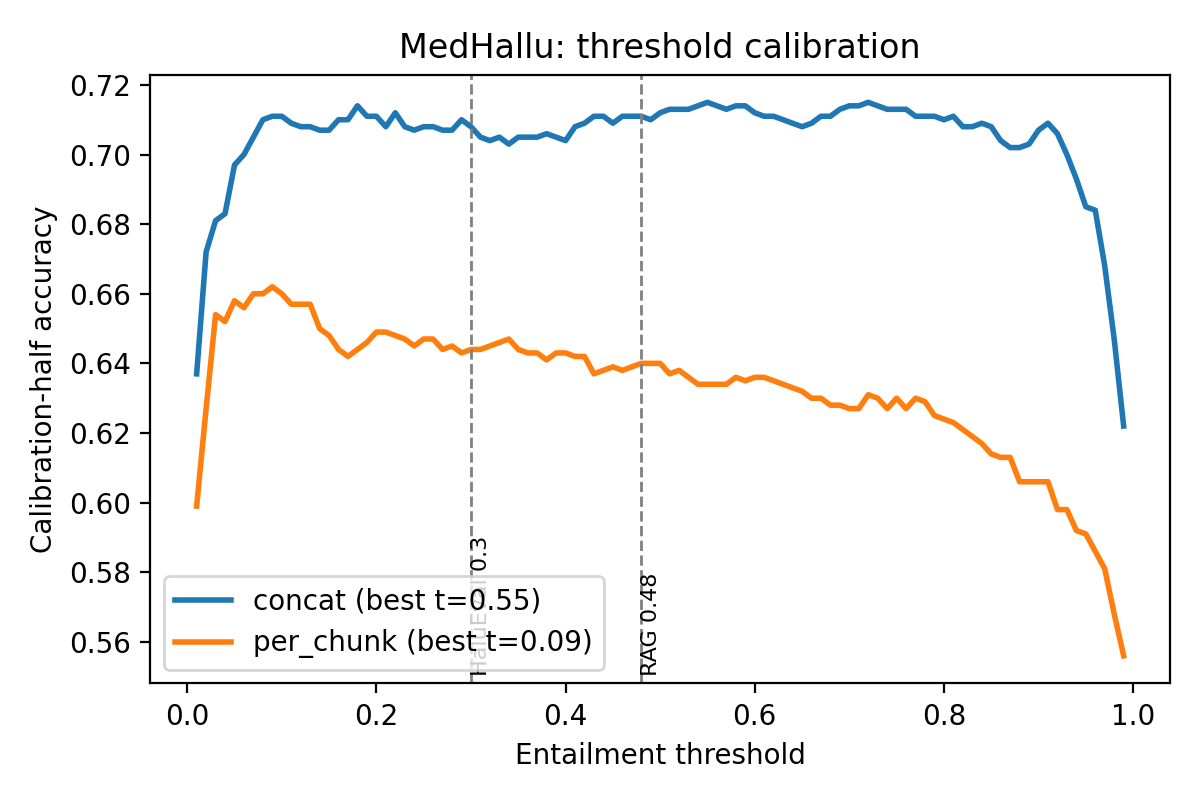 MedHallu: threshold calibration
Calibration-half accuracy
0.72
0.70
0.68
0.66
0.64
0.62
0.60
0.58
0.56
HaluEval 0.3
RAG 0.48
concat (best t=0.55)
per_chunk (best t=0.09)
0.0 0.2 0.4 0.6 0.8 1.0
Entailment threshold